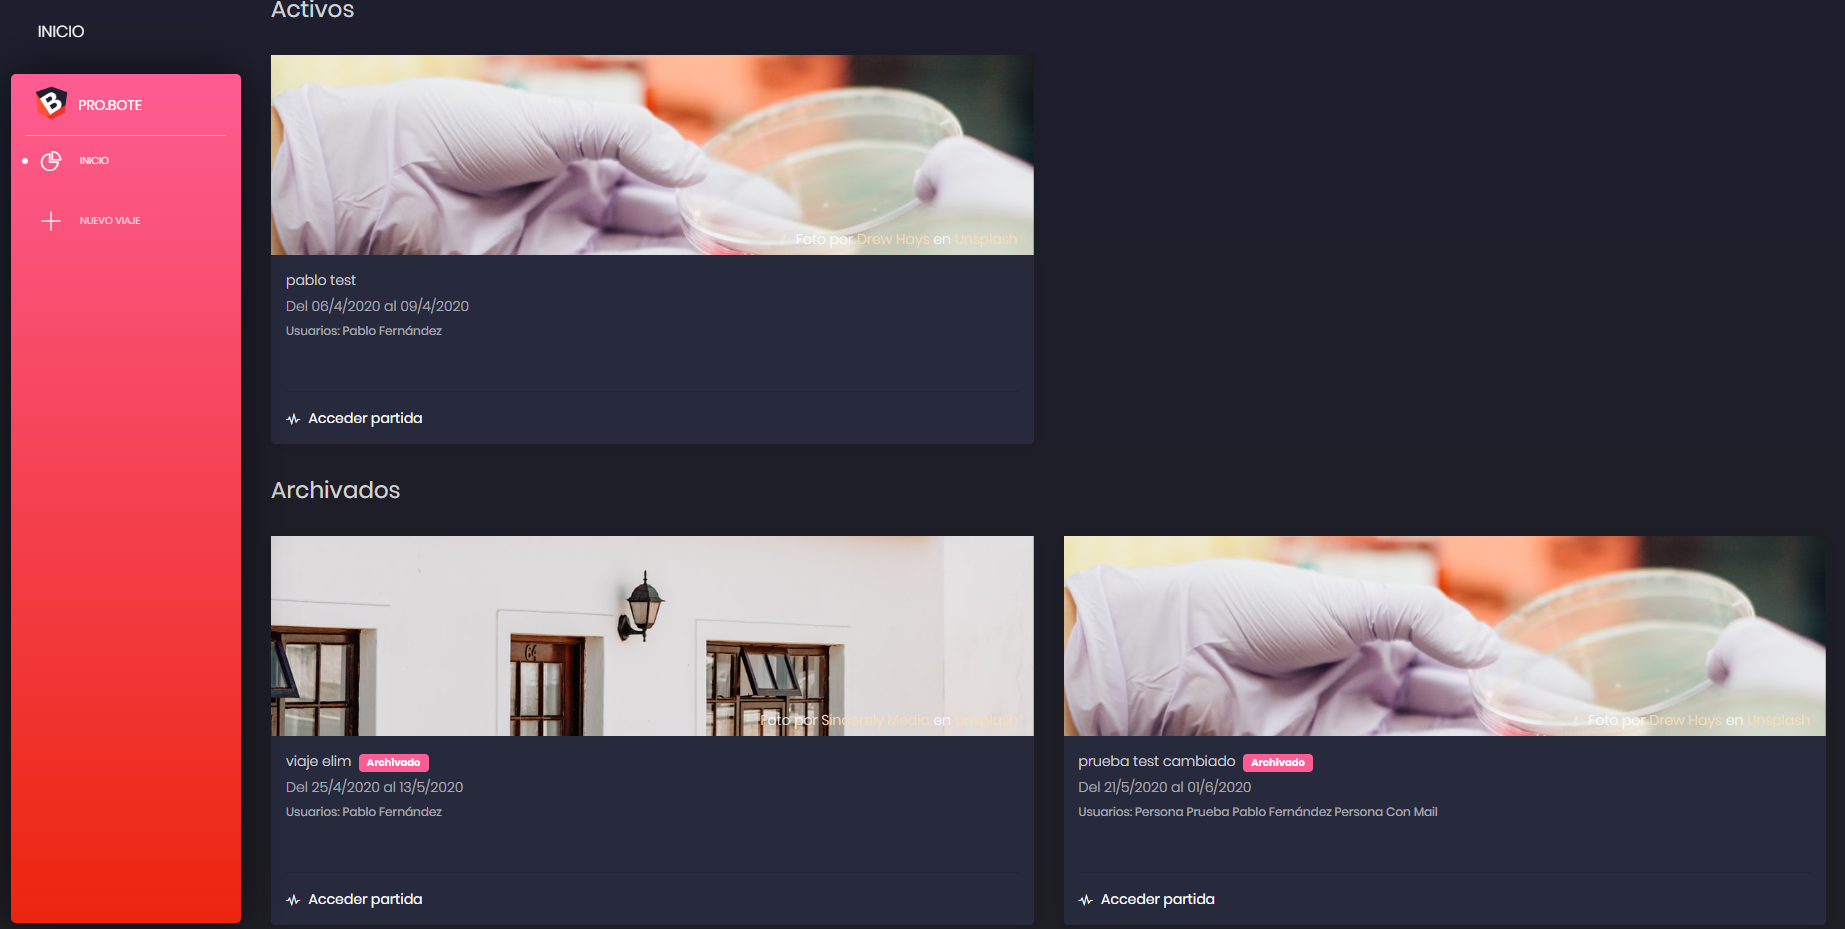 INICIO
PRO.BOTE
INICIO
NUEVO VIAJE
Activos
Foto por Drew Hays en Unsplash
pablo test
Del 06/4/2020 al 09/4/2020
Usuarios: Pablo Fernández
Acceder partida
Archivados
64
Foto por Sincerely Media en Unsplash
viaje elim Archivado
Del 25/4/2020 al 13/5/2020
Usuarios: Pablo Fernández
Acceder partida
Foto por Drew Hays en Unsplash
prueba test cambiado Archivado
Del 21/5/2020 al 01/6/2020
Usuarios: Persona Prueba Pablo Fernández Persona Con Mail
Acceder partida